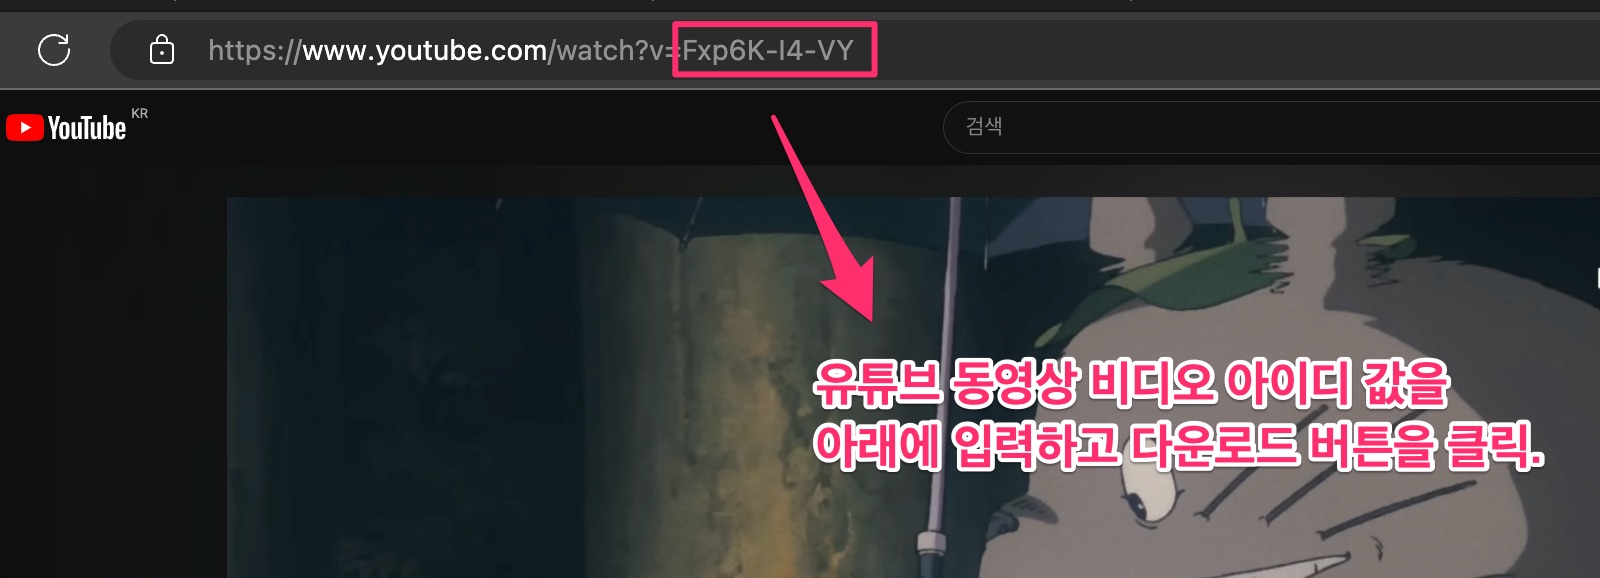 https://www.youtube.com/watch?v=Fxp6K-I4-VY
YouTube KR
검색
유튜브 동영상 비디오 아이디 값을
아래에 입력하고 다운로드 버튼을 클릭.